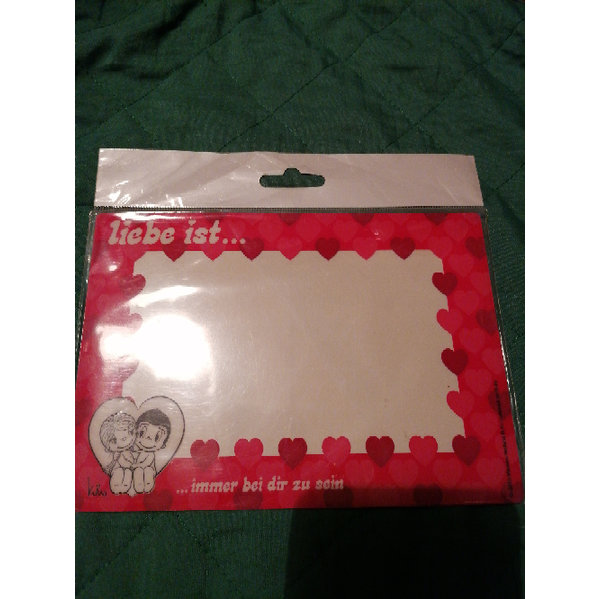 liebe ist...
...immer bei dir zu sein